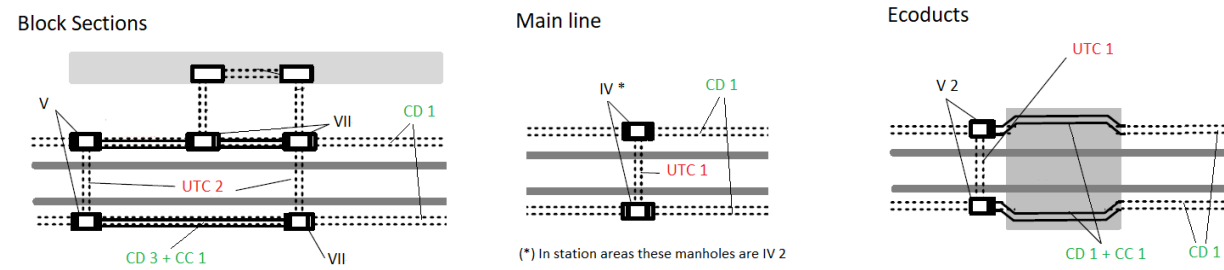 Block Sections
V
VII
CD 1
UTC 2
CD 3 + CC 1
VII
Main line
IV *
CD 1
UTC 1
(*) In station areas these manholes are IV 2
Ecoducts
UTC 1
V 2
CD 1 + CC 1
CD 1